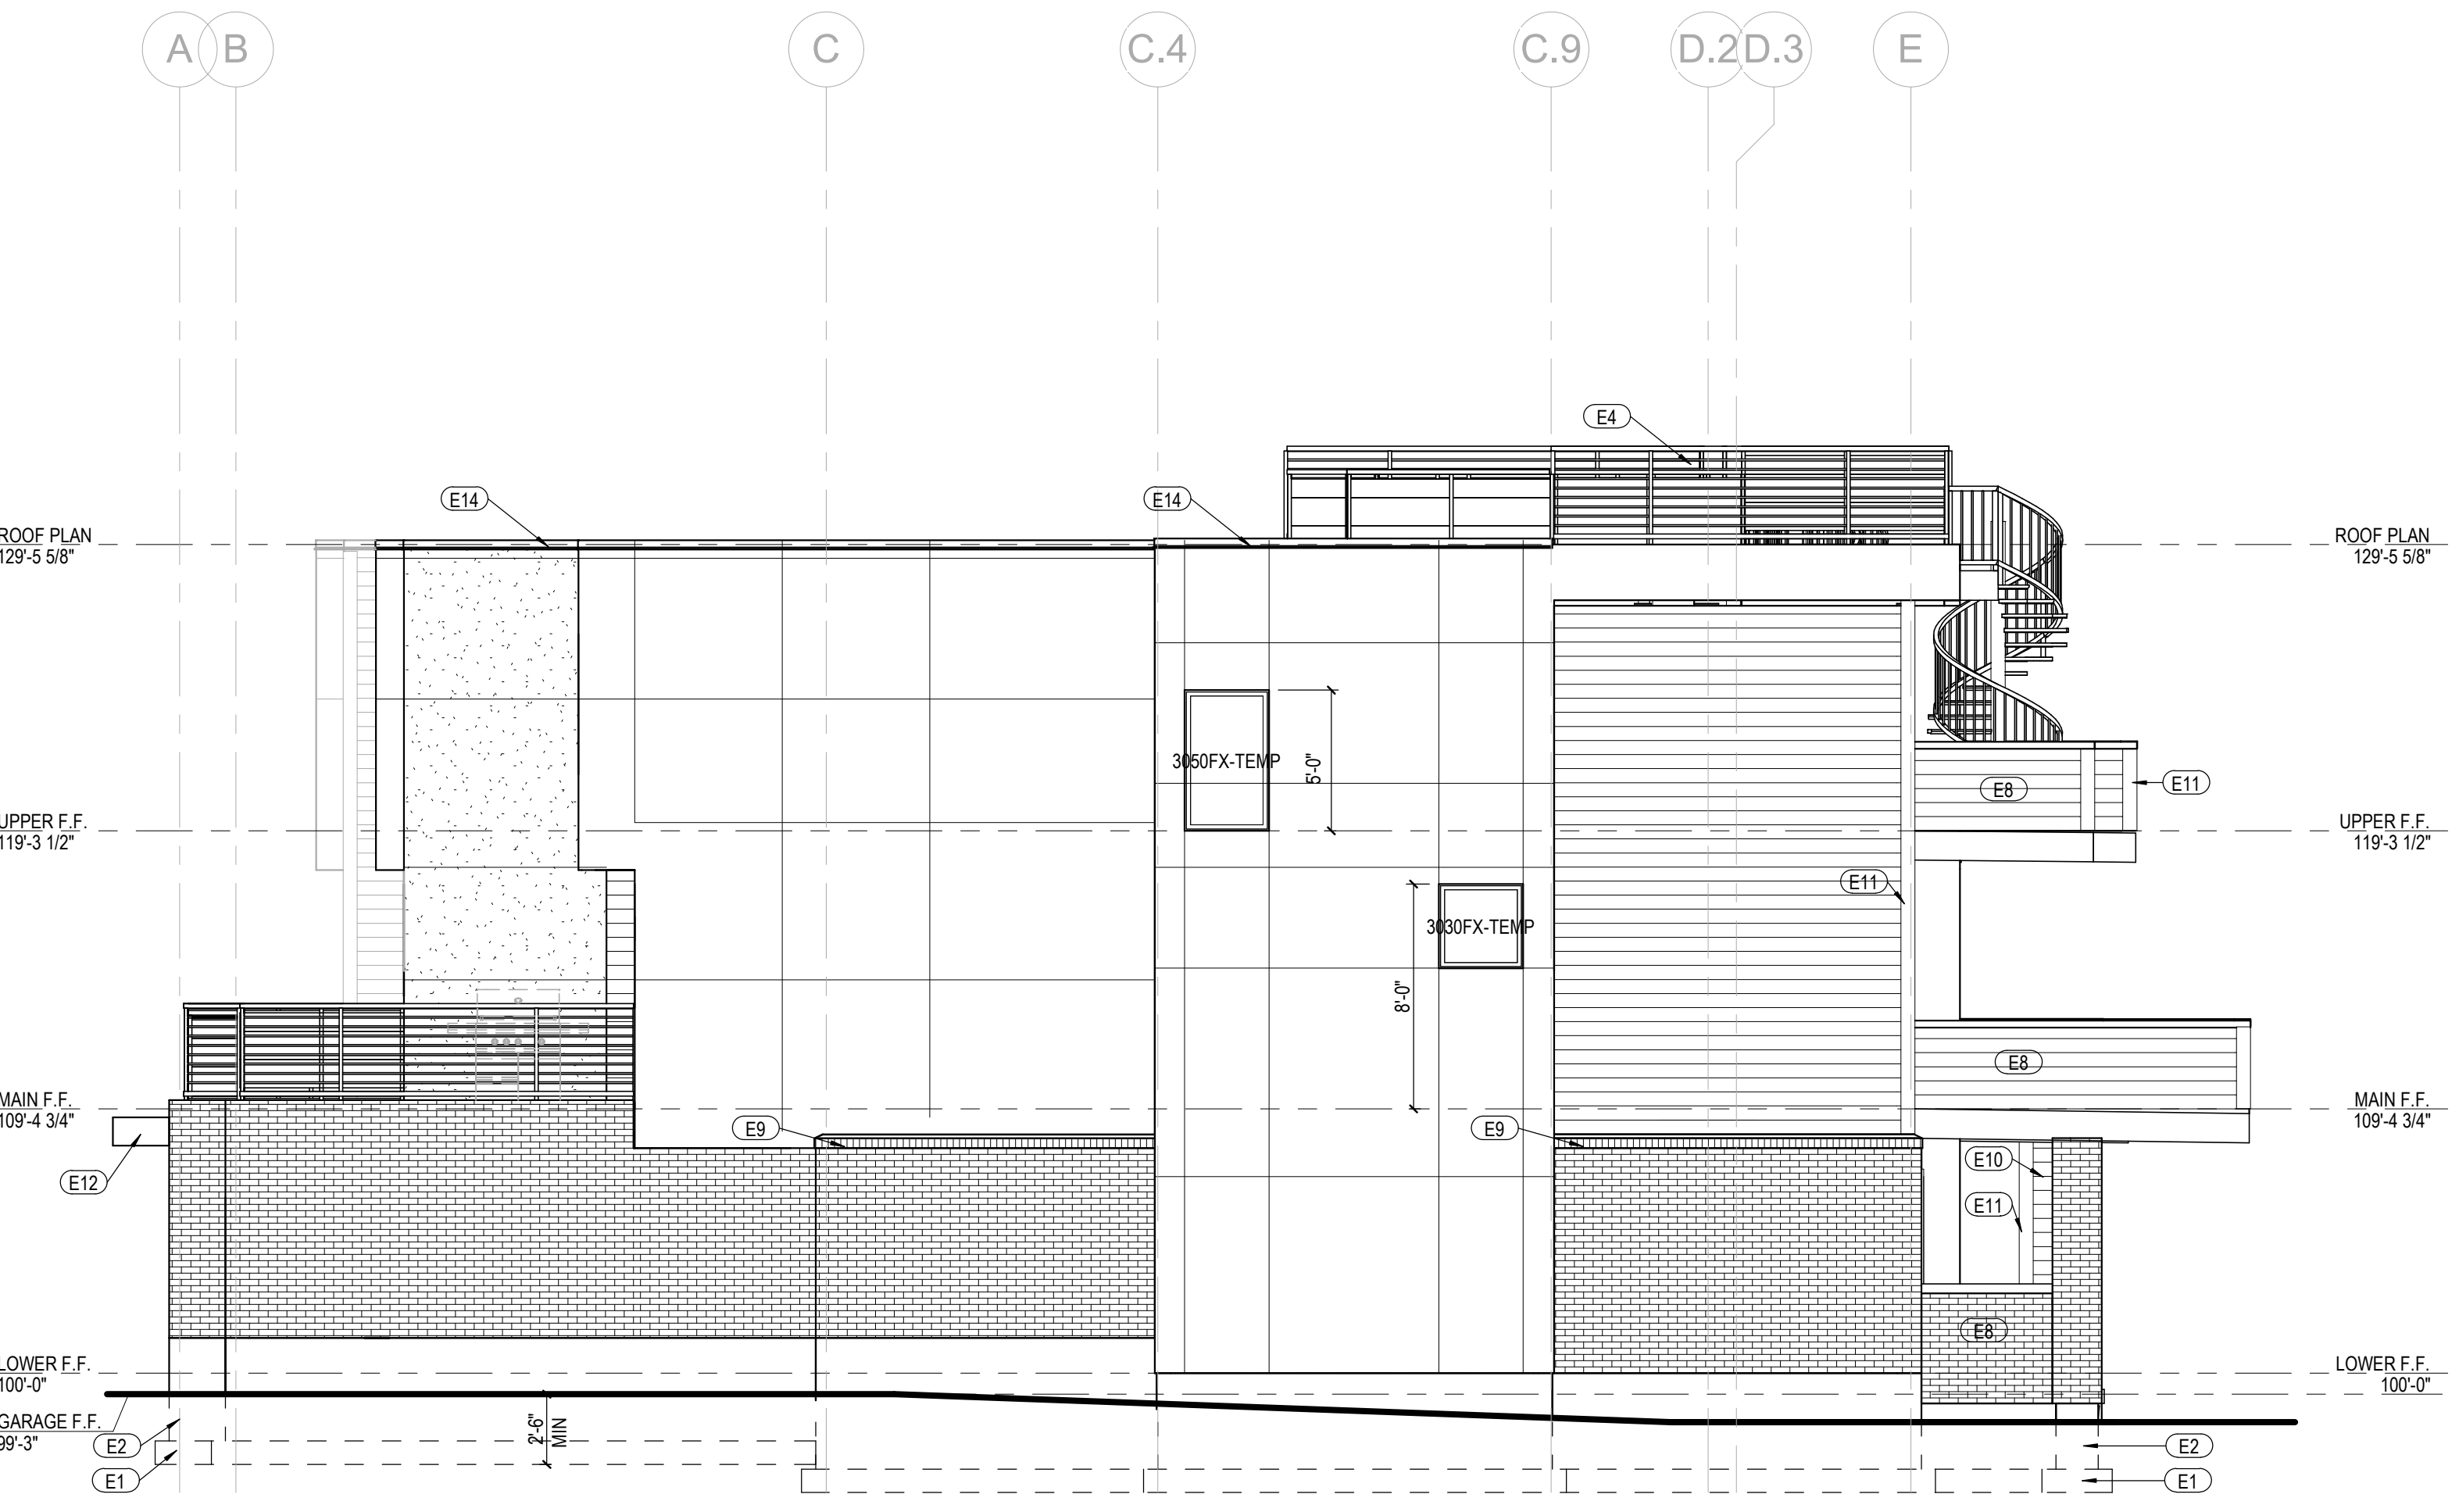 A
B
C
C.4
C.9
D.2
D.3
E
E4
E14
E14
ROOF PLAN
129'-5 5/8"
ROOF PLAN
129'-5 5/8"
3050FX-TEMP
5'-0"
E8
E11
UPPER F.F.
119'-3 1/2"
UPPER F.F.
119'-3 1/2"
E11
3030FX-TEMP
8'-0"
E8
MAIN F.F.
109'-4 3/4"
MAIN F.F.
109'-4 3/4"
E9
E9
E12
E10
E11
E8
LOWER F.F.
100'-0"
LOWER F.F.
100'-0"
GARAGE F.F.
99'-3"
2'-6"
MIN
E2
E1
E2
E1